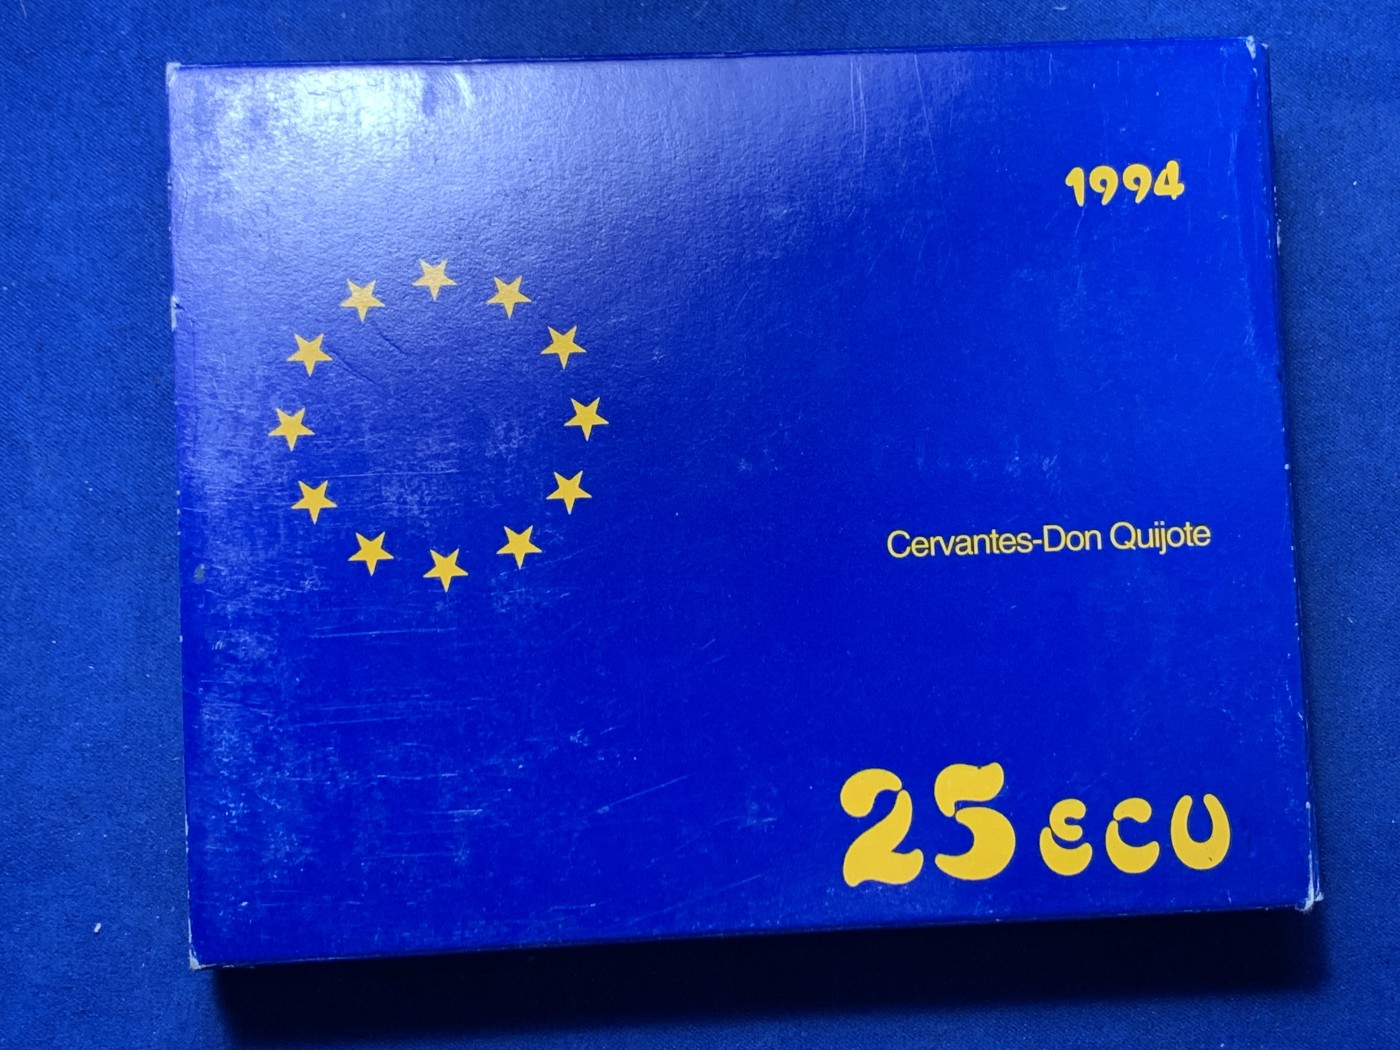 1994
Cervantes-Don Quijote
25 ECU